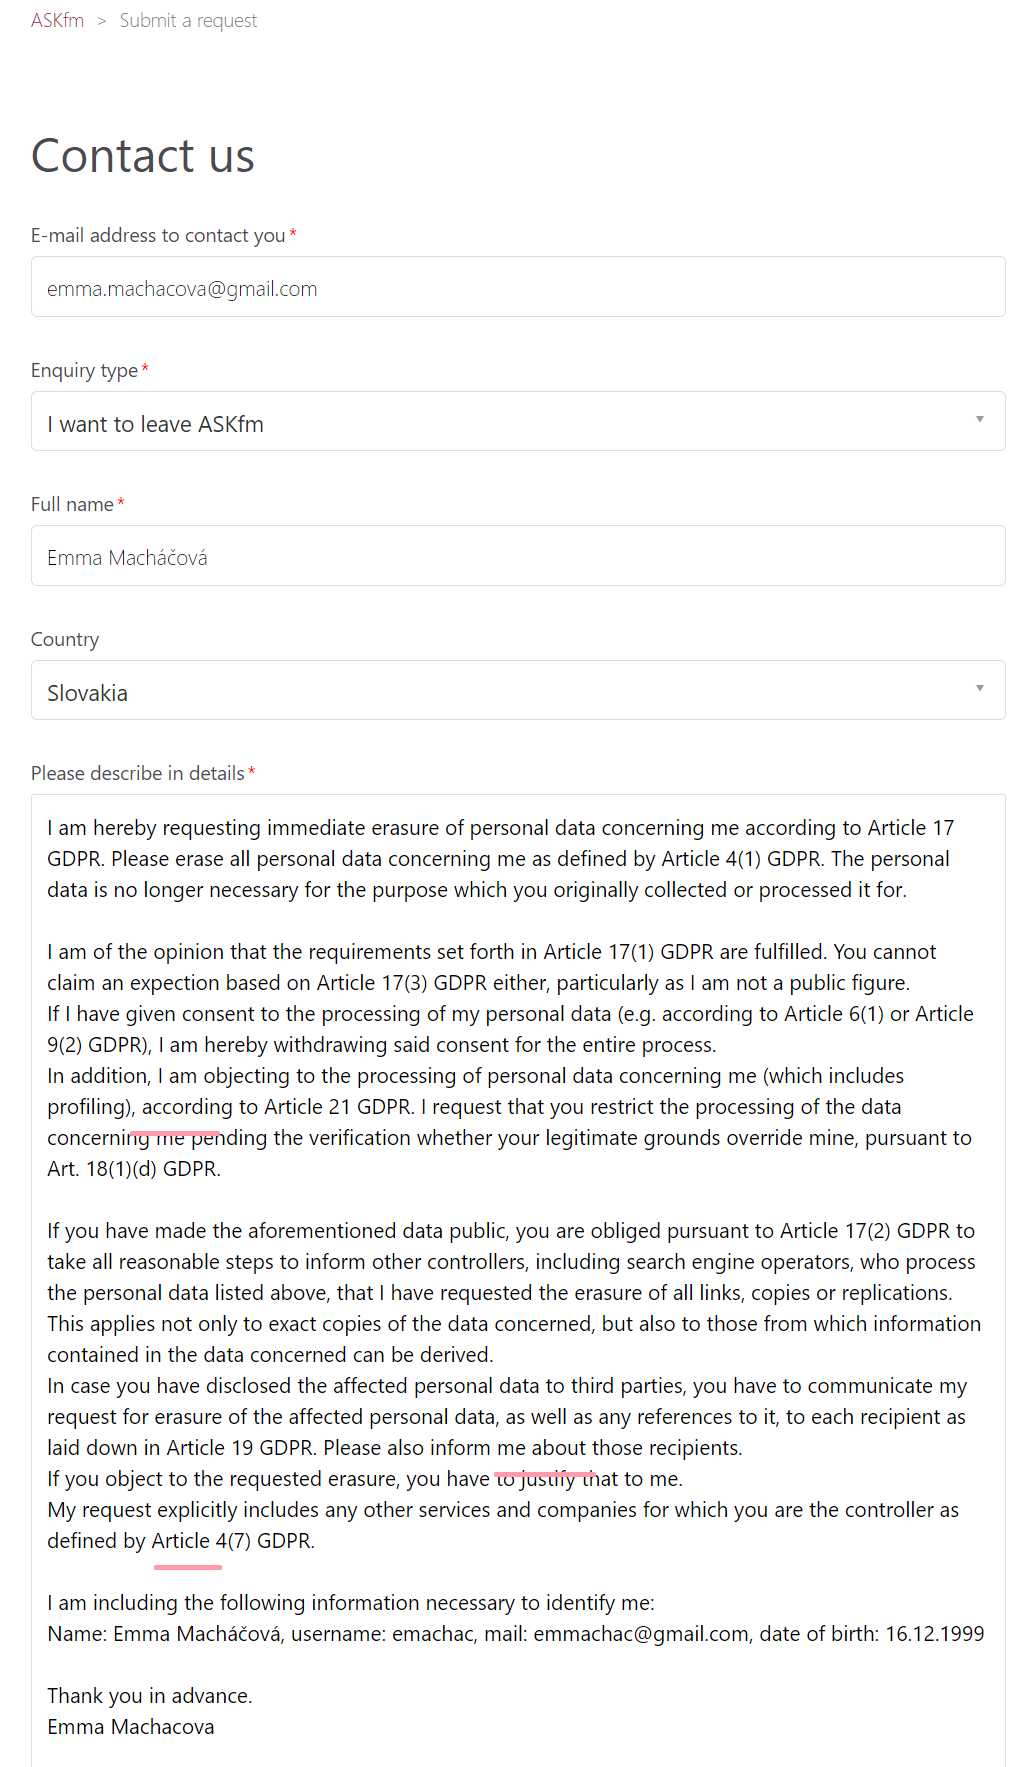 ASKfm > Submit a request
Contact us
E-mail address to contact you*
emma.machacova@gmail.com
Enquiry type*
I want to leave ASKfm
Full name*
Emma Macháčová
Country
Slovakia
Please describe in details*
I am hereby requesting immediate erasure of personal data concerning me according to Article 17
GDPR. Please erase all personal data concerning me as defined by Article 4(1) GDPR. The personal
data is no longer necessary for the purpose which you originally collected or processed it for.
I am of the opinion that the requirements set forth in Article 17(1) GDPR are fulfilled. You cannot
claim an expection based on Article 17(3) GDPR either, particularly as I am not a public figure.
If I have given consent to the processing of my personal data (e.g. according to Article 6(1) or Article
9(2) GDPR), I am hereby withdrawing said consent for the entire process.
In addition, I am objecting to the processing of personal data concerning me (which includes
profiling), according to Article 21 GDPR. I request that you restrict the processing of the data
concerning me pending the verification whether your legitimate grounds override mine, pursuant to
Art. 18(1)(d) GDPR.
If you have made the aforementioned data public, you are obliged pursuant to Article 17(2) GDPR to
take all reasonable steps to inform other controllers, including search engine operators, who process
the personal data listed above, that I have requested the erasure of all links, copies or replications.
This applies not only to exact copies of the data concerned, but also to those from which information
contained in the data concerned can be derived.
In case you have disclosed the affected personal data to third parties, you have to communicate my
request for erasure of the affected personal data, as well as any references to it, to each recipient as
laid down in Article 19 GDPR. Please also inform me about those recipients.
If you object to the requested erasure, you have to justify that to me.
My request explicitly includes any other services and companies for which you are the controller as
defined by Article 4(7) GDPR.
I am including the following information necessary to identify me:
Name: Emma Macháčová, username: emachac, mail: emmachac@gmail.com, date of birth: 16.12.1999
Thank you in advance.
Emma Machacova